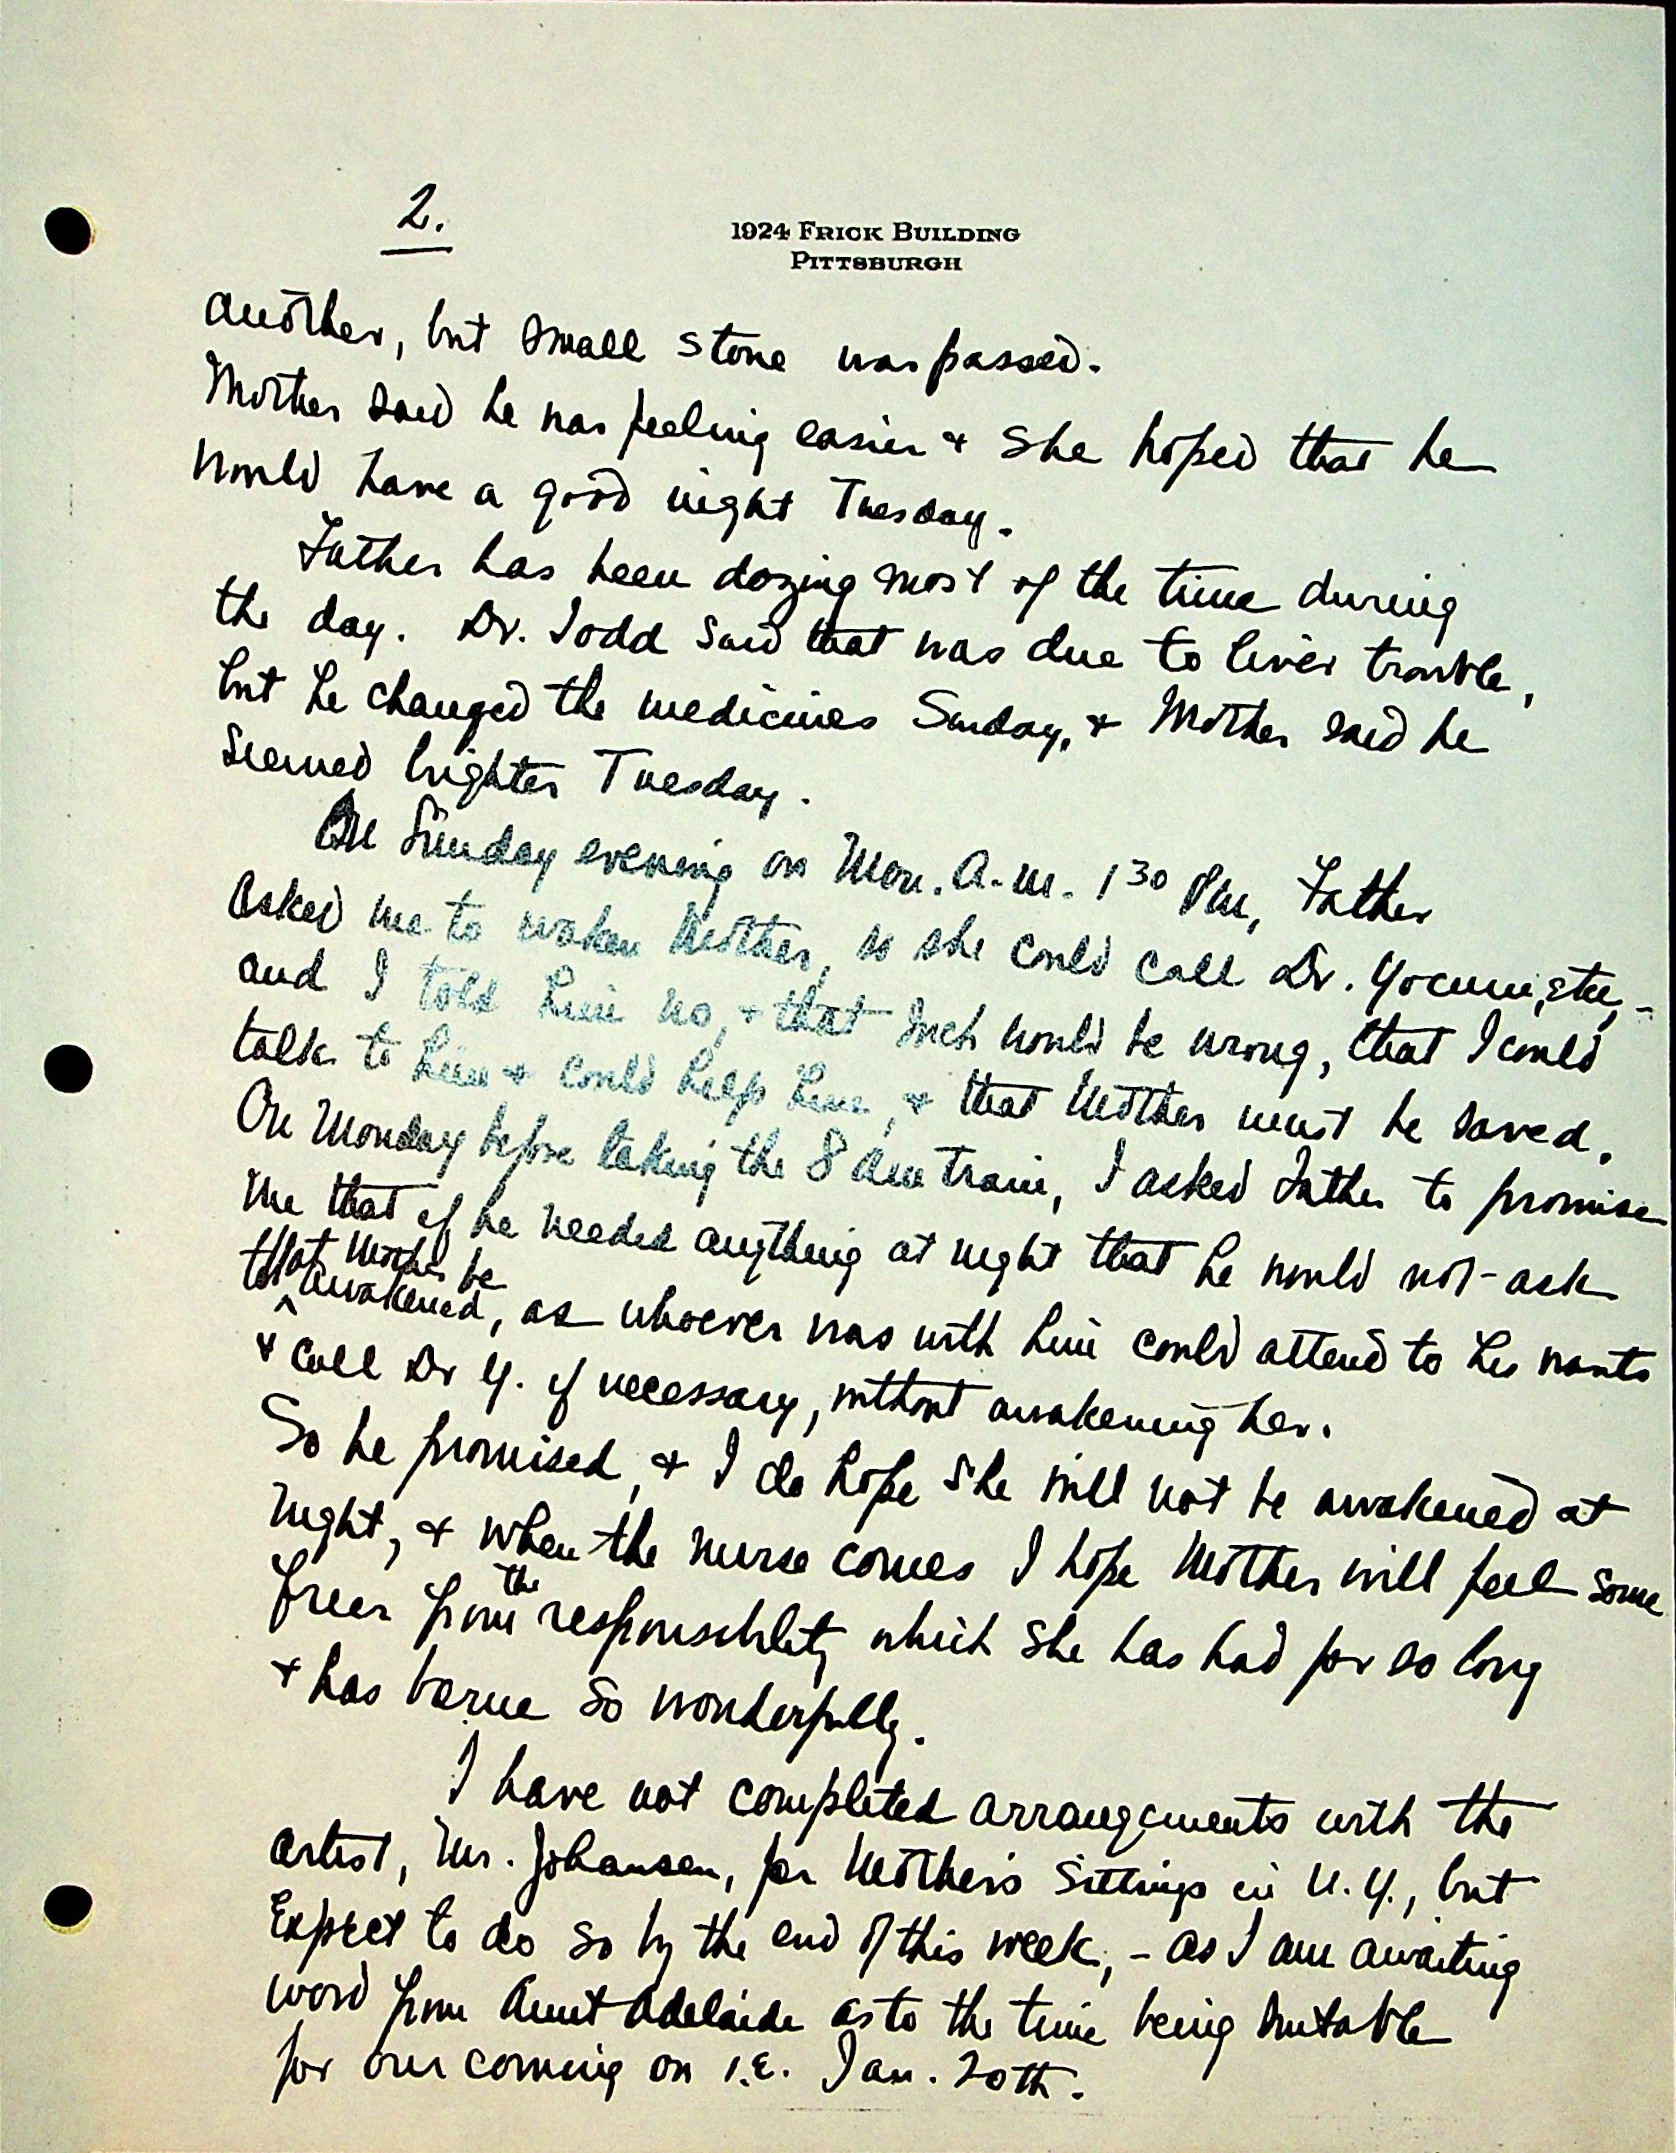 2.
1924 FRICK BUILDING
PITTSBURGH
another, but small stone was passed.
Mother said he was feeling easier & she hoped that he
would have a good night Tuesday.
Father has been dozing most of the time during
the day. Dr. Todd said that was due to liver trouble,
but he changed the medicines Sunday, & Mother said he
seemed brighter Tuesday.
On Sunday evening or Mon. A.M. 1 30 Father
asked me to waken Mother, so she could call Dr. Yocum, etc, -
and I told him no, & that such would be wrong, that I could
talk to him & could help him, & that Mother must be saved.
On Monday before taking the 8 am train, I asked Father to promise
me that if he needed anything at night that he would not - ask
that Mother be
awakened, as whoever was with him could attend to his wants
& call Dr Y. if necessary, without awakening her.
So he promised, & I do hope she will not be awakened at
night, & when the nurse comes I hope Mother will feel some
freer from the responsibility which she has had for so long
& has borne so wonderfully.
I have not completed arrangements with the
artist, Mr. Johansen, for Mother's sittings in N.Y., but
expect to do so by the end of this week, - as I am awaiting
word from Aunt Adelaide as to the time being suitable
for our coming on i.e. Jan. 20th.